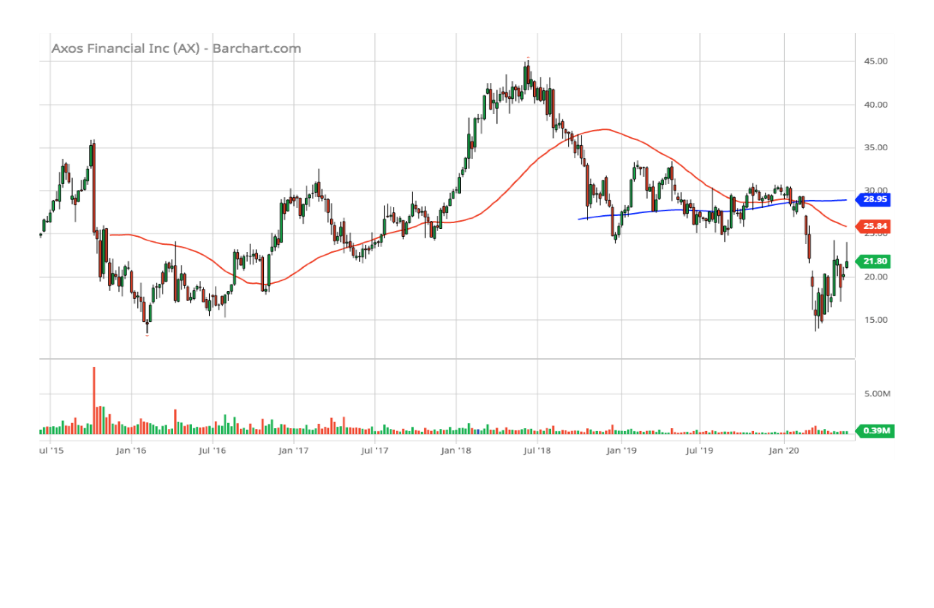 Axos Financial Inc (AX) - Barchart.com
45.00
40.00
35.00
30.00
28.95
25.84
21.80
20.00
15.00
5.00M
0.39M
ul '15
Jan '16
Jul '16
Jan '17
Jul '17
Jan '18
Jul '18
Jan '19
Jul '19
Jan '20